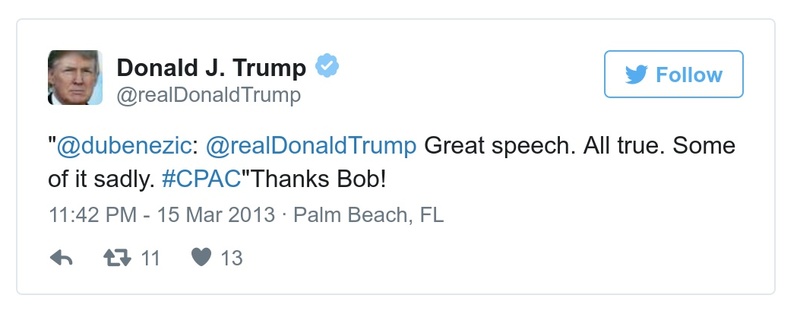 Donald J. Trump
@realDonaldTrump
Follow
"@dubenezic: @realDonaldTrump Great speech. All true. Some
of it sadly. #CPAC"Thanks Bob!
11:42 PM - 15 Mar 2013 · Palm Beach, FL
11 13